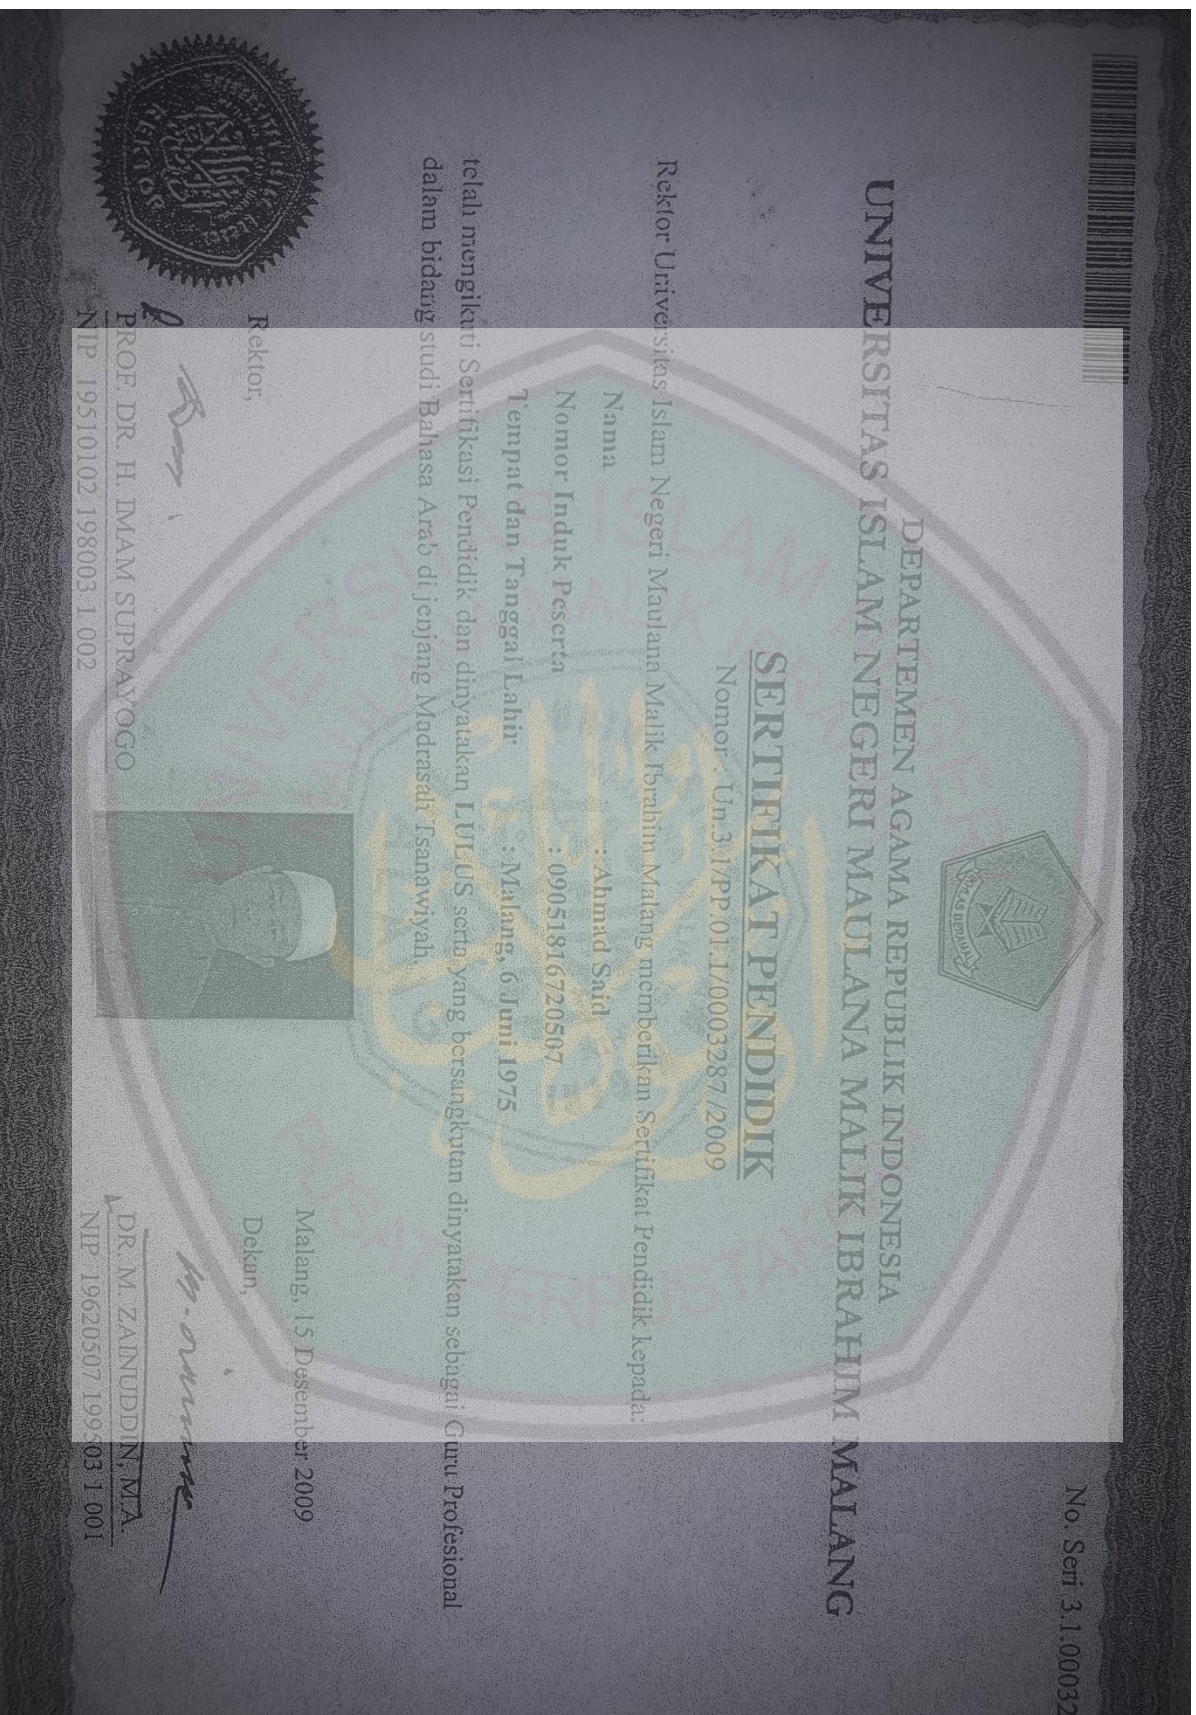 No. Seri 3.1.00032
DEPARTEMEN AGAMA REPUBLIK INDONESIA
UNIVERSITAS ISLAM NEGERI MAULANA MALIK IBRAHIM MALANG
SERTIFIKAT PENDIDIK
Nomor : Un.3.1/PP.01.1/0003287/2009
Rektor Universitas Islam Negeri Maulana Malik Ibrahim Malang memberikan Sertifikat Pendidik kepada:
Nama : Ahmad Said
Nomor Induk Peserta : 09051816720507
Tempat dan Tanggal Lahir : Malang, 6 Juni 1975
telah mengikuti Sertifikasi Pendidik dan dinyatakan LULUS serta yang bersangkutan dinyatakan sebagai Guru Profesional
dalam bidang studi Bahasa Arab di jenjang Madrasah Tsanawiyah.
Malang, 15 Desember 2009
Rektor,
Dekan,
PROF. DR. H. IMAM SUPRAYOGO
DR. M. ZAINUDDIN, M.A.
NIP 19510102 198003 1 002
NIP 19620507 199503 1 001
PUSAT PERPUSTAKAAN